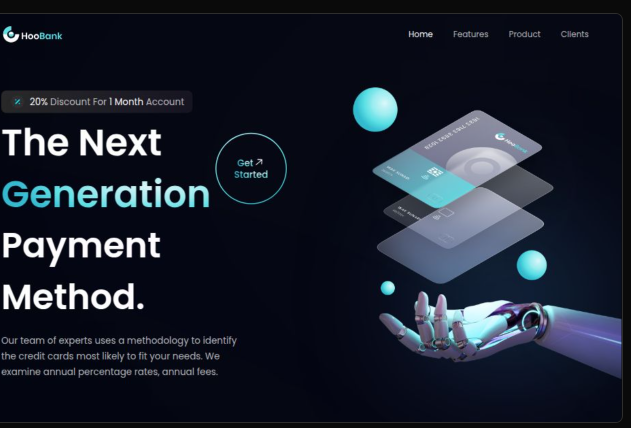 HooBank
Home
Features
Product
Clients
20% Discount For 1 Month Account
The Next
Generation
Payment
Method.
Get
Started
Our team of experts uses a methodology to identify
the credit cards most likely to fit your needs. We
examine annual percentage rates, annual fees.
HooBank